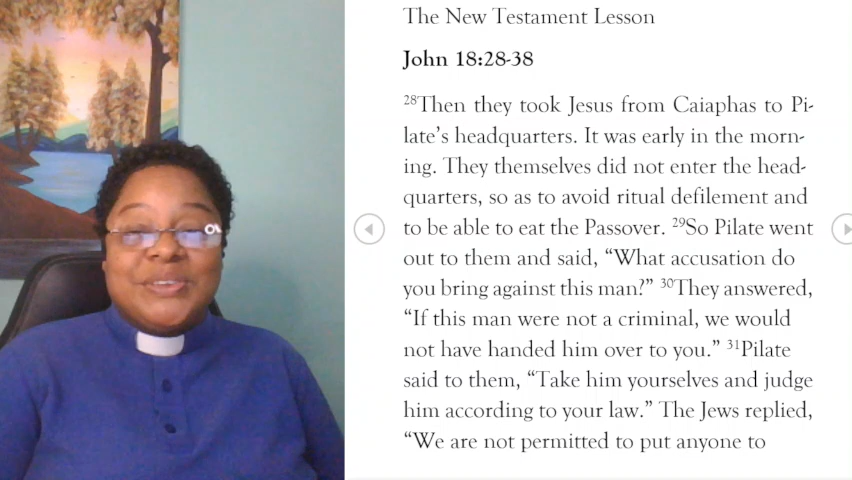 The New Testament Lesson
John 18:28-38
28Then they took Jesus from Caiaphas to Pi-
late’s headquarters. It was early in the morn-
ing. They themselves did not enter the head-
quarters, so as to avoid ritual defilement and
to be able to eat the Passover. 29So Pilate went
out to them and said, “What accusation do
you bring against this man?” 30They answered,
“If this man were not a criminal, we would
not have handed him over to you.” 31Pilate
said to them, “Take him yourselves and judge
him according to your law.” The Jews replied,
“We are not permitted to put anyone to